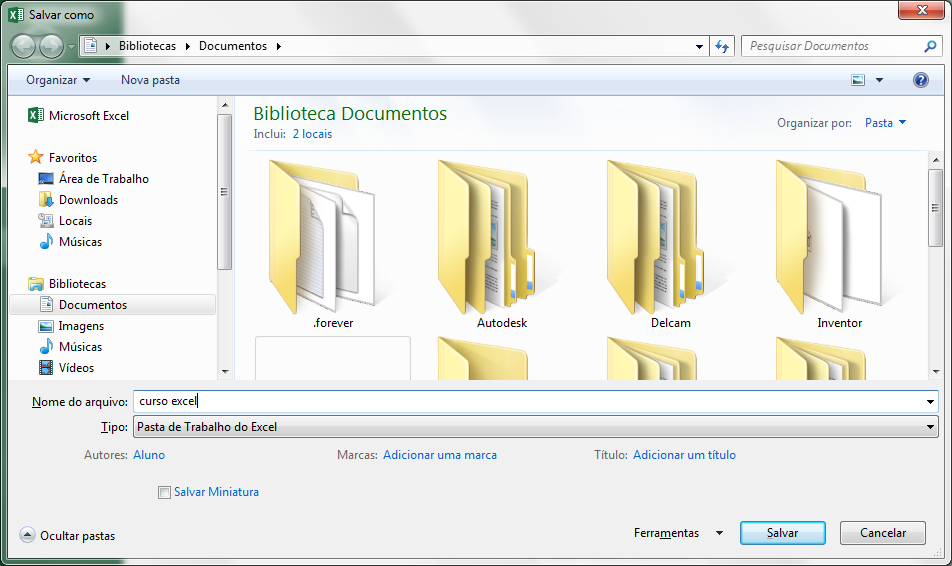 Salvar como
Bibliotecas Documentos
Pesquisar Documentos
Organizar Nova pasta
Microsoft Excel
Favoritos
Área de Trabalho
Downloads
Locais
Músicas
Bibliotecas
Documentos
Imagens
Músicas
Vídeos
Biblioteca Documentos
Inclui: 2 locais
Organizar por: Pasta
.forever Autodesk Delcam Inventor
Nome do arquivo: curso excel
Tipo: Pasta de Trabalho do Excel
Autores: Aluno Marcas: Adicionar uma marca Título: Adicionar um título
Salvar Miniatura
Ocultar pastas Ferramentas Salvar Cancelar